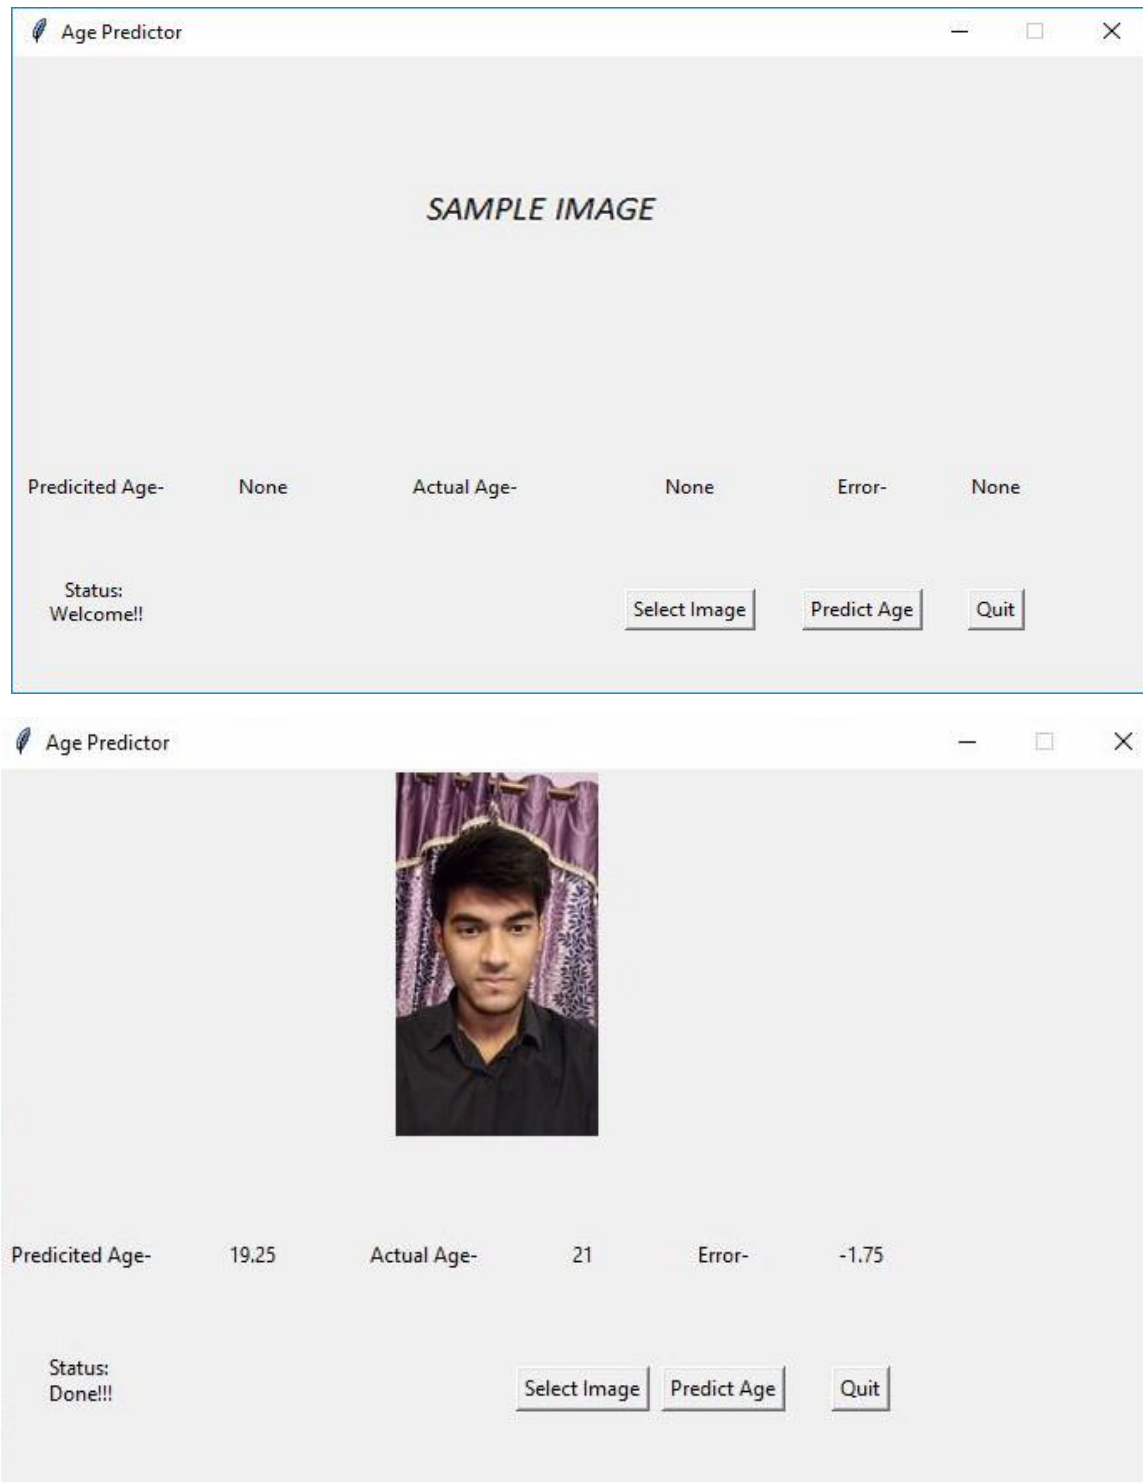 Age Predictor
SAMPLE IMAGE
Predicited Age- None Actual Age- None Error- None
Status:
Welcome!!
Select Image Predict Age Quit
Age Predictor
Predicited Age- 19.25 Actual Age- 21 Error- -1.75
Status:
Done!!!
Select Image Predict Age Quit